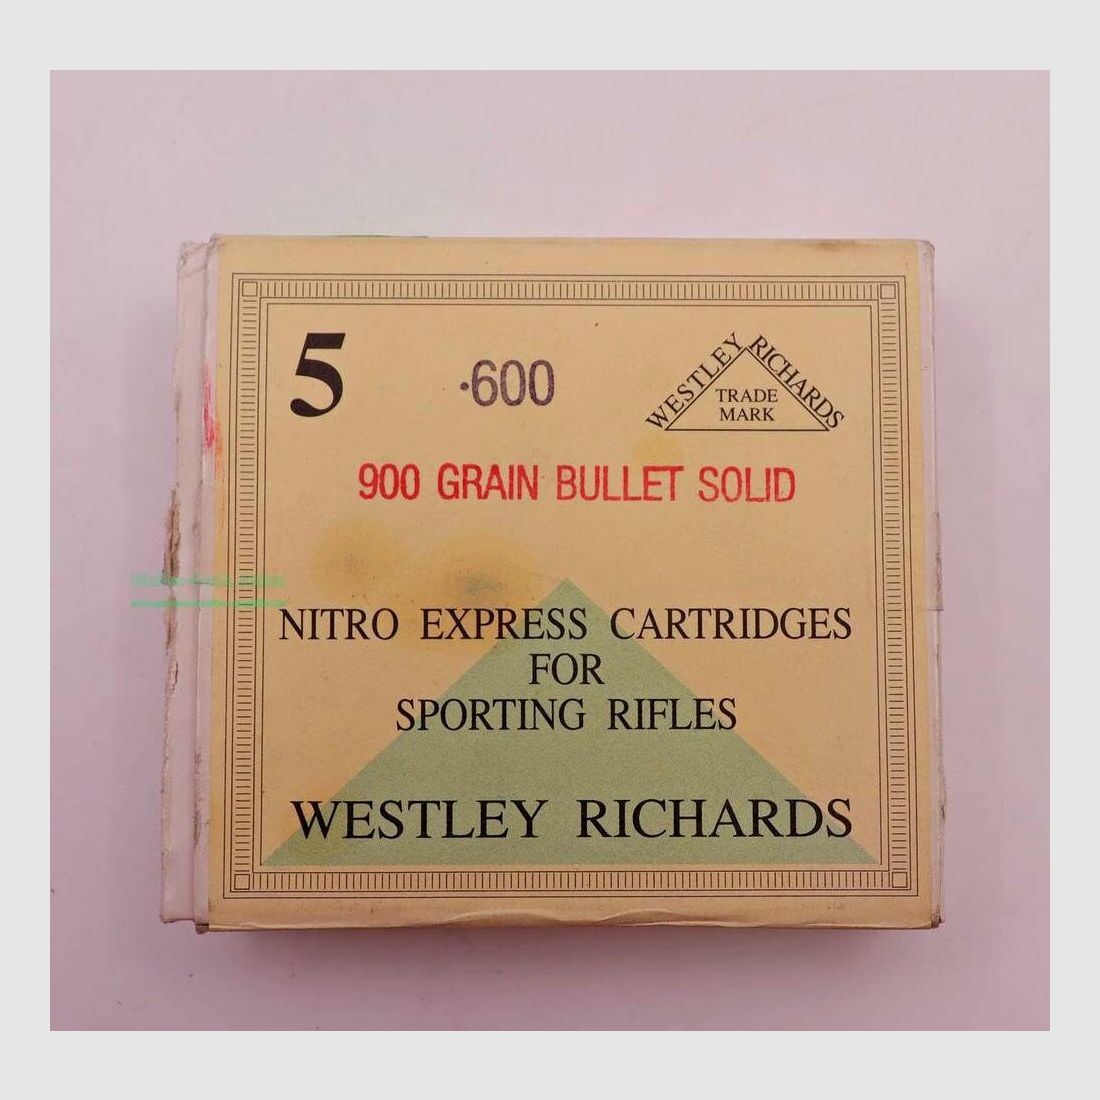 5
.600
WESTLEY RICHARDS
TRADE
MARK
900 GRAIN BULLET SOLID
NITRO EXPRESS CARTRIDGES
FOR
SPORTING RIFLES
WESTLEY RICHARDS